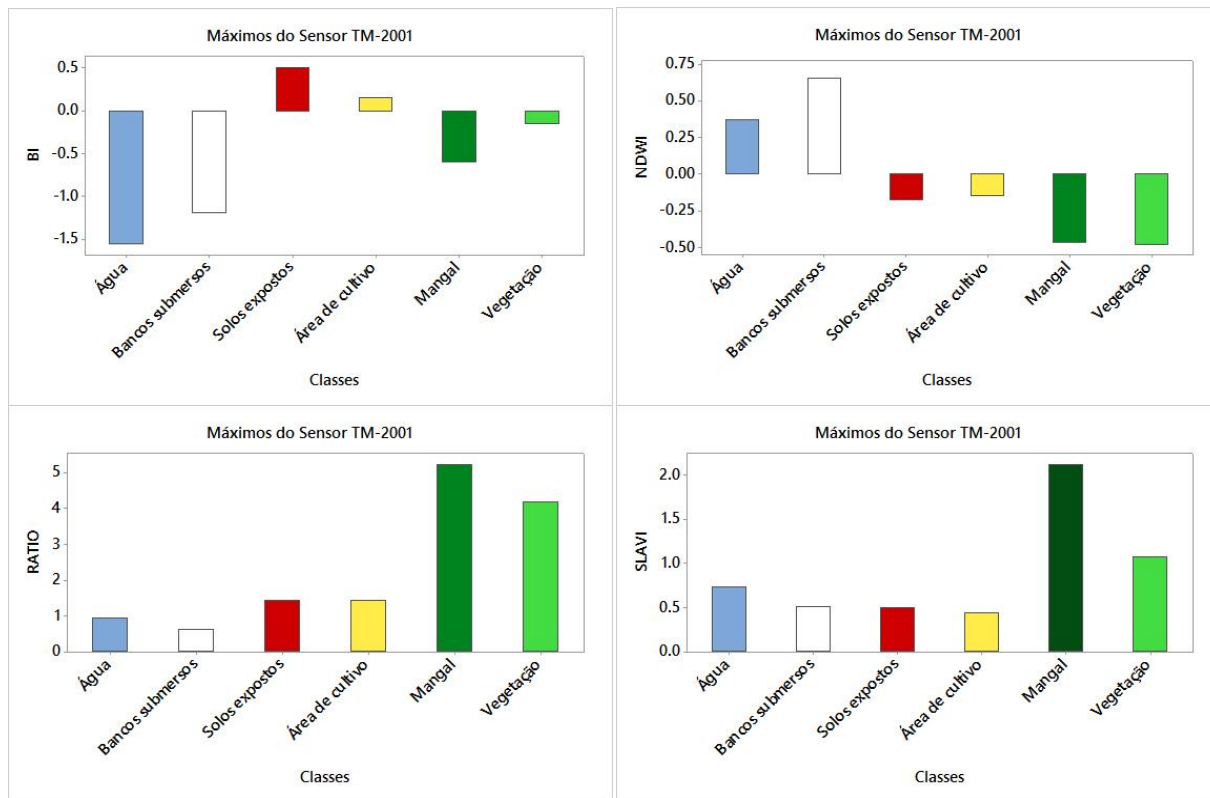 Máximos do Sensor TM-2001
BI
0.5
0.0
-0.5
-1.0
-1.5
Água
Bancos submersos
Solos expostos
Área de cultivo
Mangal
Vegetação
Classes
Máximos do Sensor TM-2001
NDWI
0.75
0.50
0.25
0.00
-0.25
-0.50
Água
Bancos submersos
Solos expostos
Área de cultivo
Mangal
Vegetação
Classes
Máximos do Sensor TM-2001
RATIO
5
4
3
2
1
0
Água
Bancos submersos
Solos expostos
Área de cultivo
Mangal
Vegetação
Classes
Máximos do Sensor TM-2001
SLAVI
2.0
1.5
1.0
0.5
0.0
Água
Bancos submersos
Solos expostos
Área de cultivo
Mangal
Vegetação
Classes